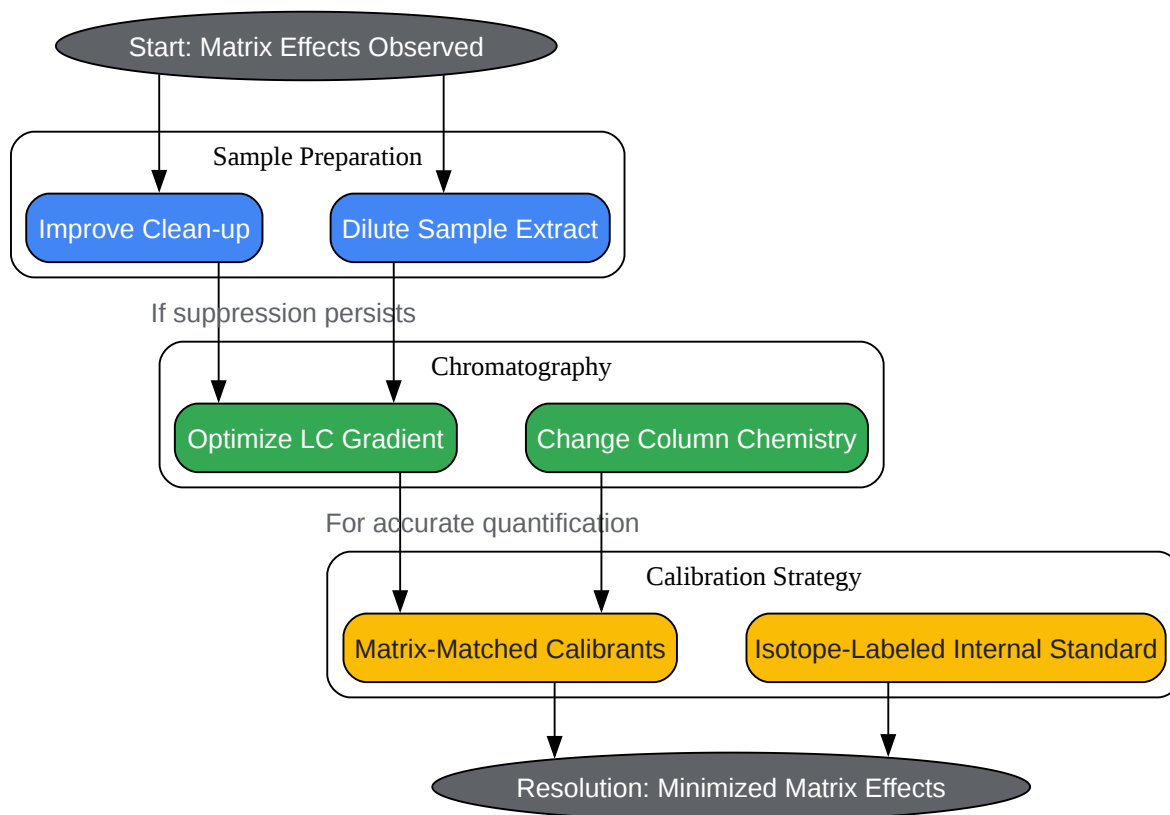 Start: Matrix Effects Observed
Sample Preparation
Improve Clean-up
Dilute Sample Extract
If suppression persists
Chromatography
Optimize LC Gradient
Change Column Chemistry
For accurate quantification
Calibration Strategy
Matrix-Matched Calibrants
Isotope-Labeled Internal Standard
Resolution: Minimized Matrix Effects